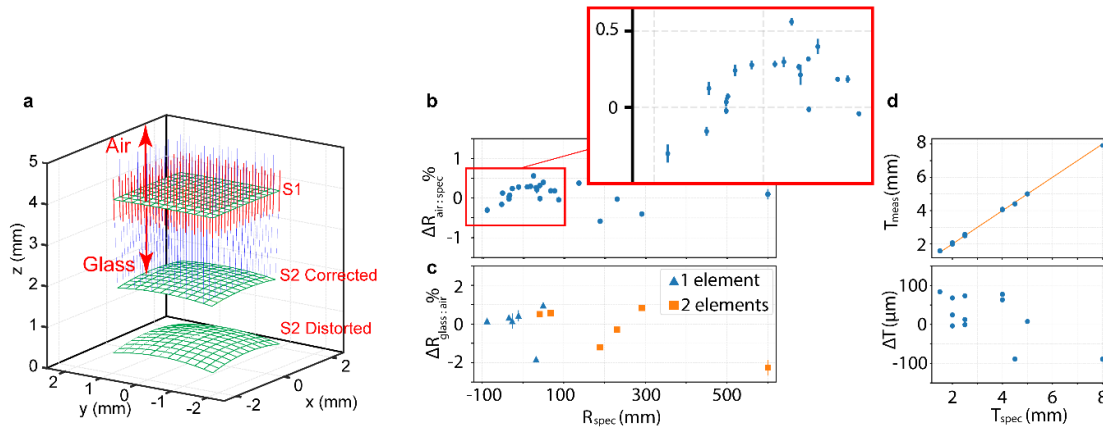 a
Air
Glass
S1
S2 Corrected
S2 Distorted
z (mm)
5
4
3
2
1
0
2
1
0
-1
-2
y (mm)
2
0
-2
x (mm)
b
0.5
0
ΔR air : spec %
1
0
-1
c
ΔR glass : air %
2
0
-2
1 element
2 elements
-100 0 100 200 300 400 500 600
R spec (mm)
d
T meas (mm)
8
6
4
2
ΔT (μm)
100
0
-100
2 4 6 8
T spec (mm)